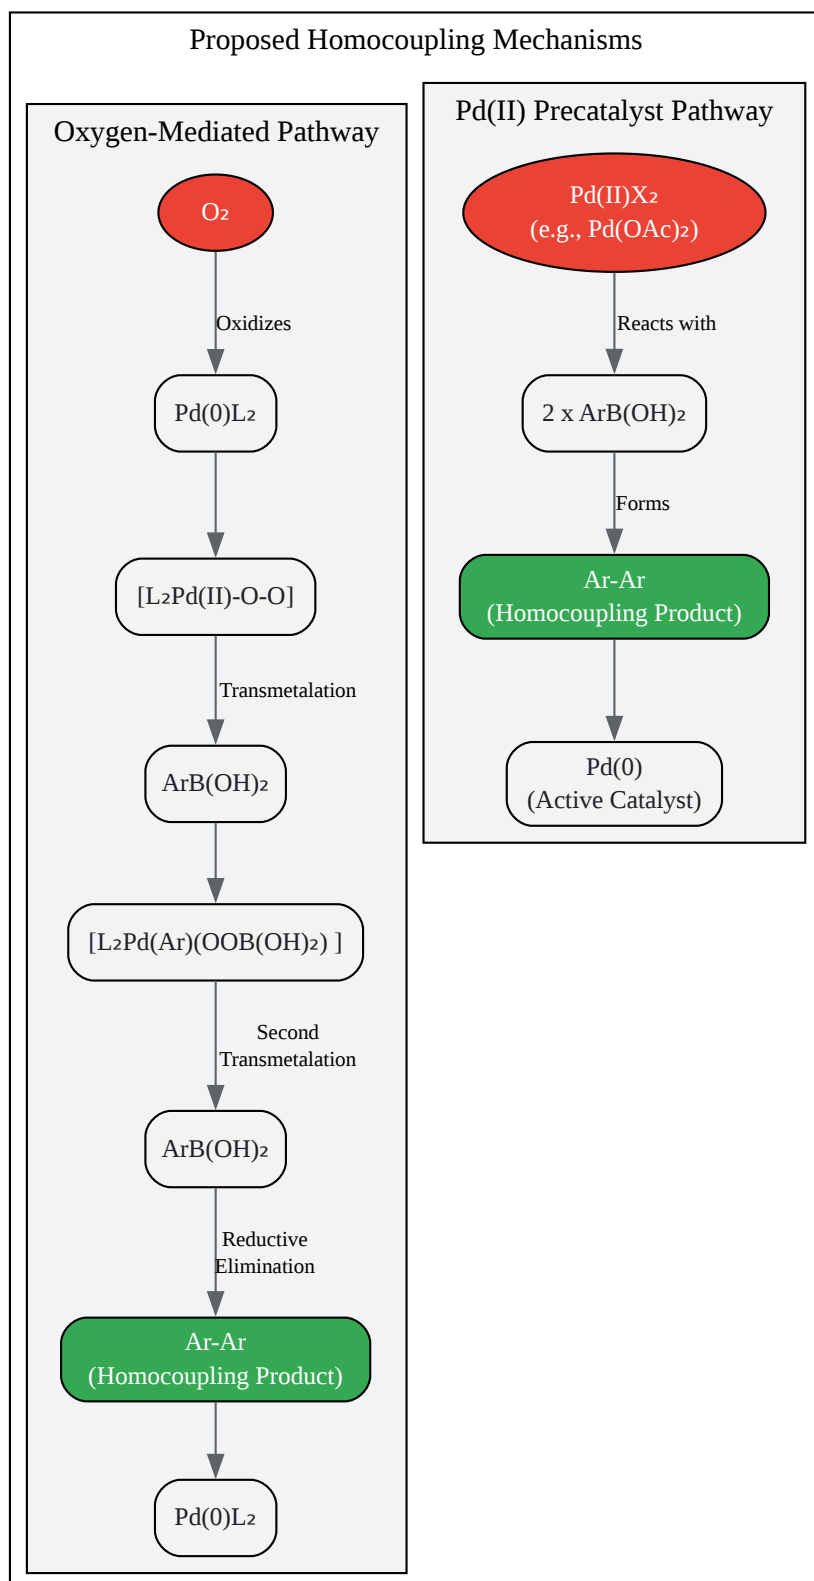 Proposed Homocoupling Mechanisms
Oxygen-Mediated Pathway
O₂
Oxidizes
Pd(0)L₂
[L₂Pd(II)-O-O]
Transmetalation
ArB(OH)₂
[L₂Pd(Ar)(OOB(OH)₂) ]
Second
Transmetalation
ArB(OH)₂
Reductive
Elimination
Ar-Ar
(Homocoupling Product)
Pd(0)L₂
Pd(II) Precatalyst Pathway
Pd(II)X₂
(e.g., Pd(OAc)₂)
Reacts with
2 x ArB(OH)₂
Forms
Ar-Ar
(Homocoupling Product)
Pd(0)
(Active Catalyst)